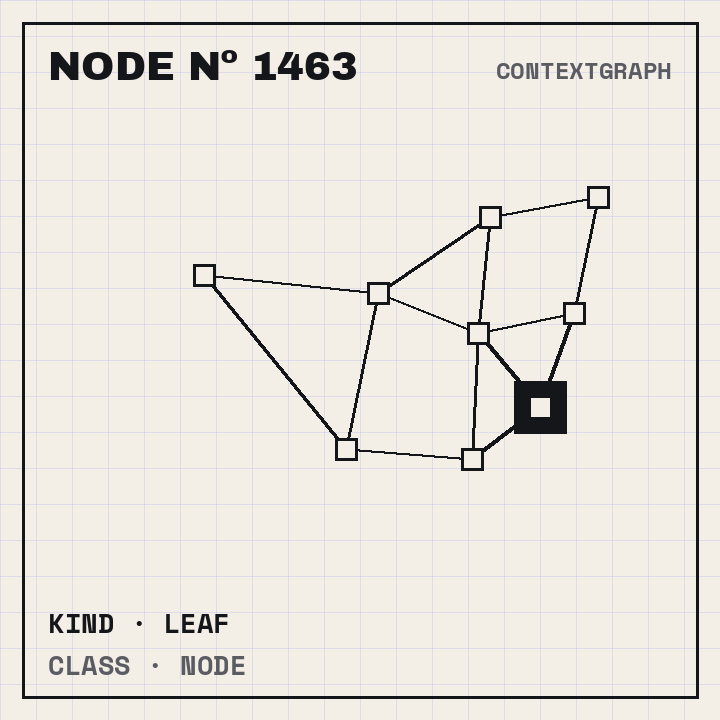 NODE Nº 1463
CONTEXTGRAPH
KIND · LEAF
CLASS · NODE